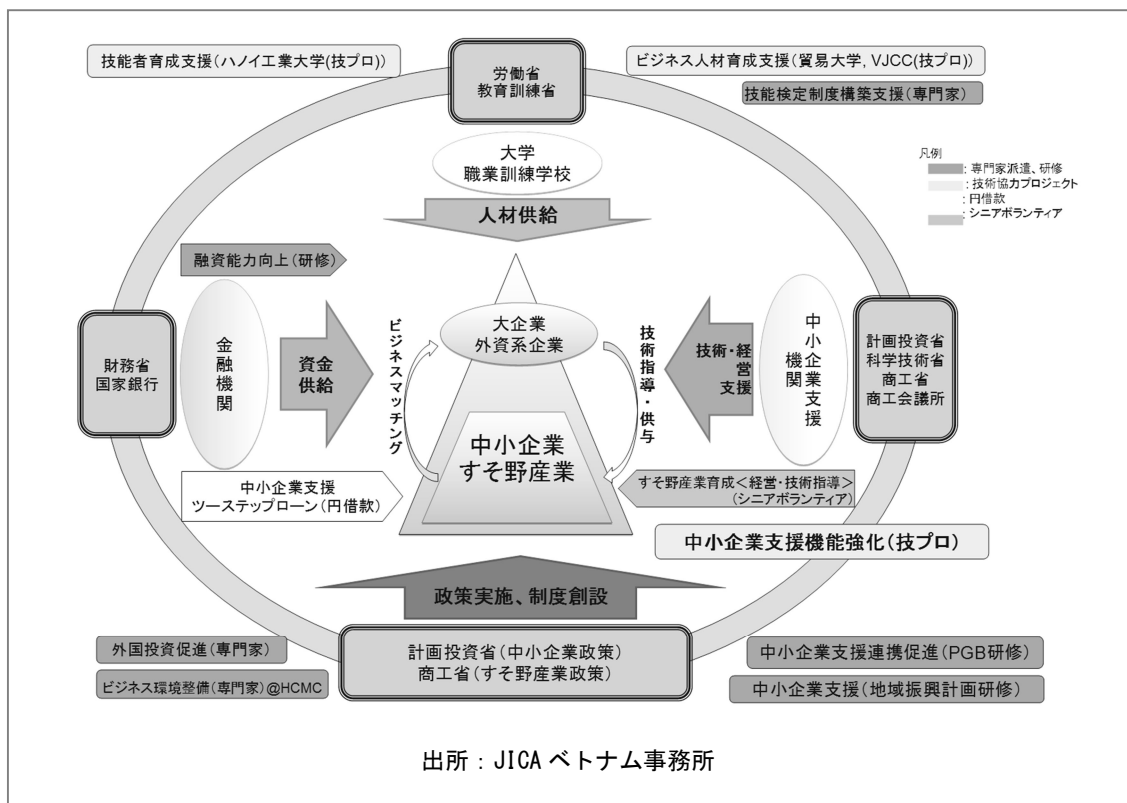 技能者育成支援(ハノイ工業大学(技プロ))
労働省
教育訓練省
ビジネス人材育成支援(貿易大学, VJCC(技プロ))
技能検定制度構築支援(専門家)
凡例
: 専門家派遣、研修
: 技術協力プロジェクト
円借款
: シニアボランティア
大学
職業訓練学校
人材供給
融資能力向上(研修)
財務省
国家銀行
金融機関
資金
供給
ビジネスマッチング
大企業
外資系企業
技術指導・供与
技術・経営
支援
中小企業支援
機関
計画投資省
科学技術省
商工省
商工会議所
中小企業
すそ野産業
中小企業支援
ツーステップローン(円借款)
すそ野産業育成<経営・技術指導>
(シニアボランティア)
中小企業支援機能強化(技プロ)
政策実施、制度創設
外国投資促進(専門家)
ビジネス環境整備(専門家)@HCMC
計画投資省(中小企業政策)
商工省(すそ野産業政策)
中小企業支援連携促進(PGB研修)
中小企業支援(地域振興計画研修)
出所：JICA ベトナム事務所